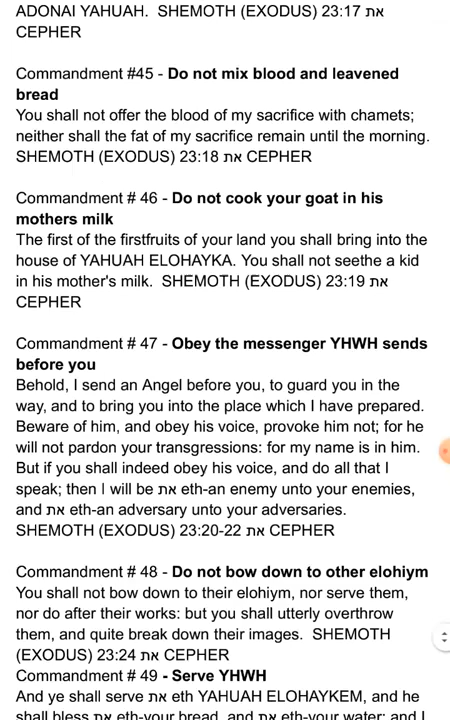 ADONAI YAHUAH.  SHEMOTH (EXODUS) 23:17 את
CEPHER
Commandment #45 - Do not mix blood and leavened
bread
You shall not offer the blood of my sacrifice with chamets;
neither shall the fat of my sacrifice remain until the morning.
SHEMOTH (EXODUS) 23:18 את CEPHER
Commandment # 46 - Do not cook your goat in his
mothers milk
The first of the firstfruits of your land you shall bring into the
house of YAHUAH ELOHAYKA. You shall not seethe a kid
in his mother's milk.  SHEMOTH (EXODUS) 23:19 את
CEPHER
Commandment # 47 - Obey the messenger YHWH sends
before you
Behold, I send an Angel before you, to guard you in the
way, and to bring you into the place which I have prepared.
Beware of him, and obey his voice, provoke him not; for he
will not pardon your transgressions: for my name is in him.
But if you shall indeed obey his voice, and do all that I
speak; then I will be את eth-an enemy unto your enemies,
and את eth-an adversary unto your adversaries.
SHEMOTH (EXODUS) 23:20-22 את CEPHER
Commandment # 48 - Do not bow down to other elohiym
You shall not bow down to their elohiym, nor serve them,
nor do after their works: but you shall utterly overthrow
them, and quite break down their images.  SHEMOTH
(EXODUS) 23:24 את CEPHER
Commandment # 49 - Serve YHWH
And ye shall serve את eth YAHUAH ELOHAYKEM, and he
shall bless את eth-your bread, and את eth-your water; and I